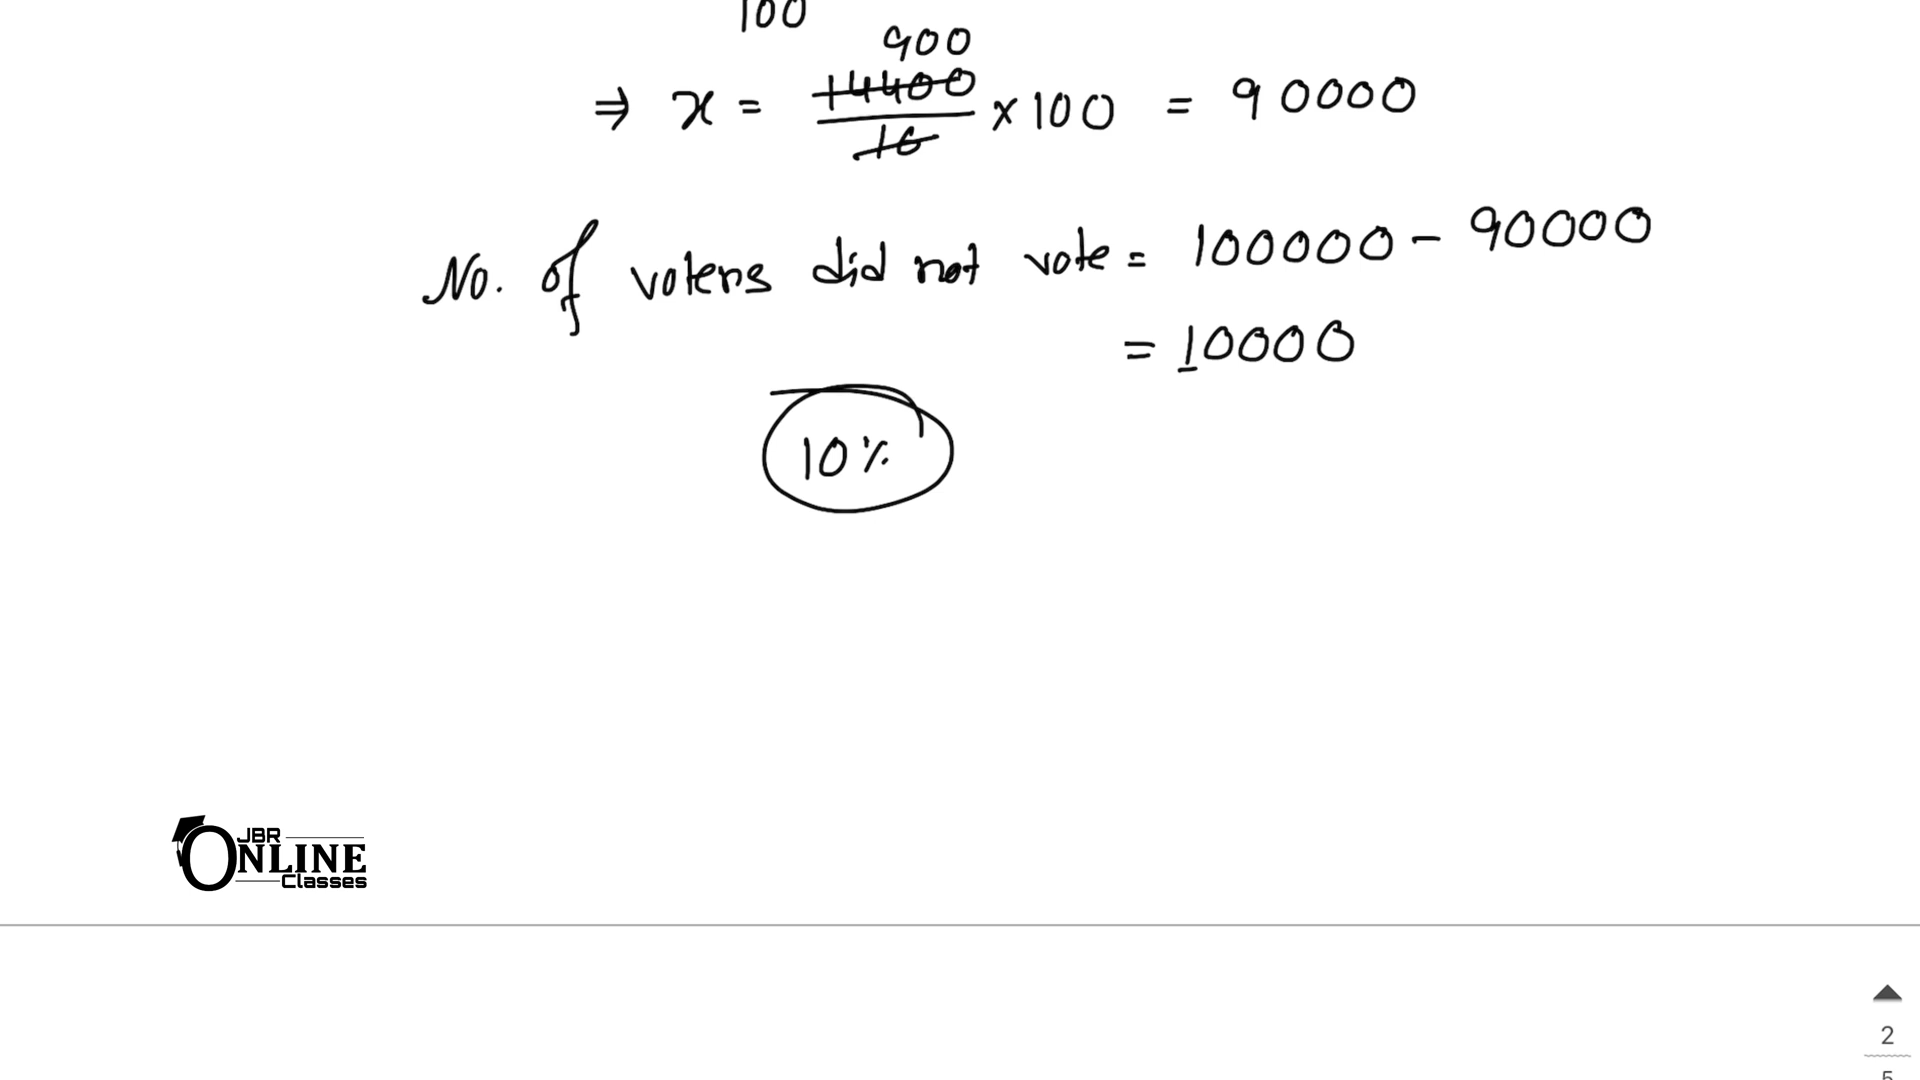 100
900
⇒ x = 14400/16 × 100 = 90000
No. of voters did not vote = 100000 - 90000
= 10000
10%
JBR
ONLINE
Classes
2
5